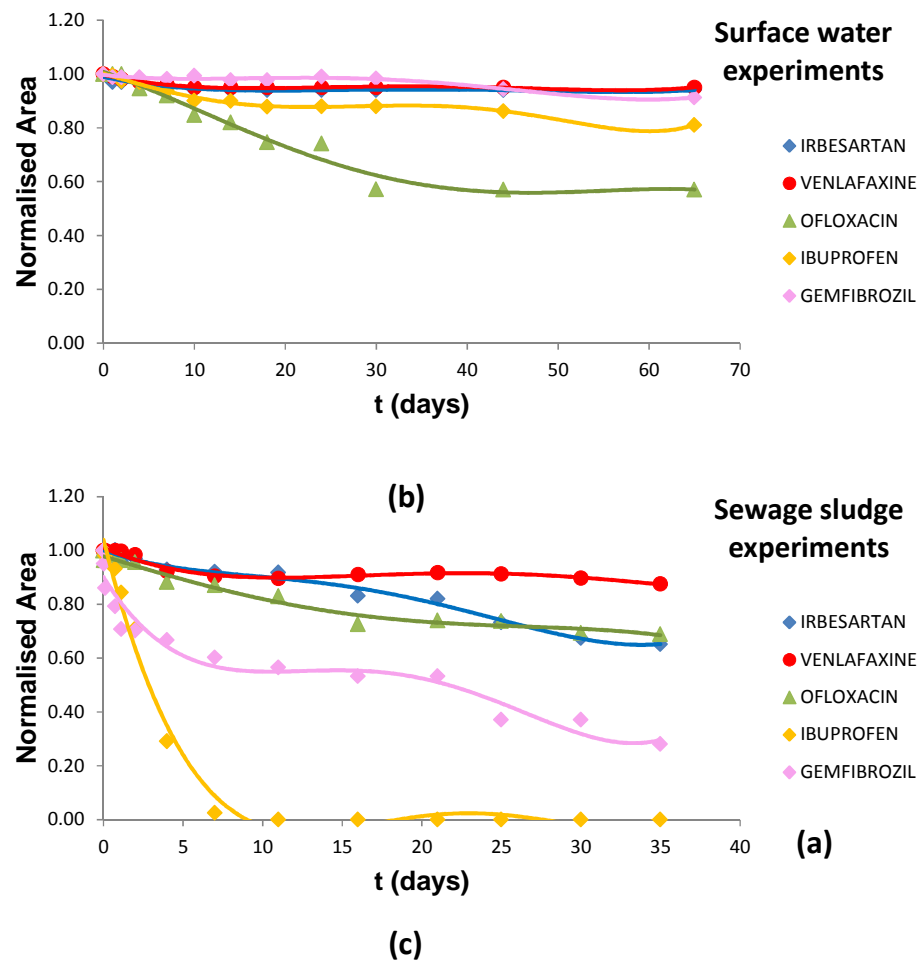 Surface water
experiments
Normalised Area
1.20
1.00
0.80
0.60
0.40
0.20
0.00
0 10 20 30 40 50 60 70
t (days)
IRBESARTAN
VENLAFAXINE
OFLOXACIN
IBUPROFEN
GEMFIBROZIL
(b)
Sewage sludge
experiments
Normalised Area
1.20
1.00
0.80
0.60
0.40
0.20
0.00
0 5 10 15 20 25 30 35 40
t (days)
IRBESARTAN
VENLAFAXINE
OFLOXACIN
IBUPROFEN
GEMFIBROZIL
(a)
(c)